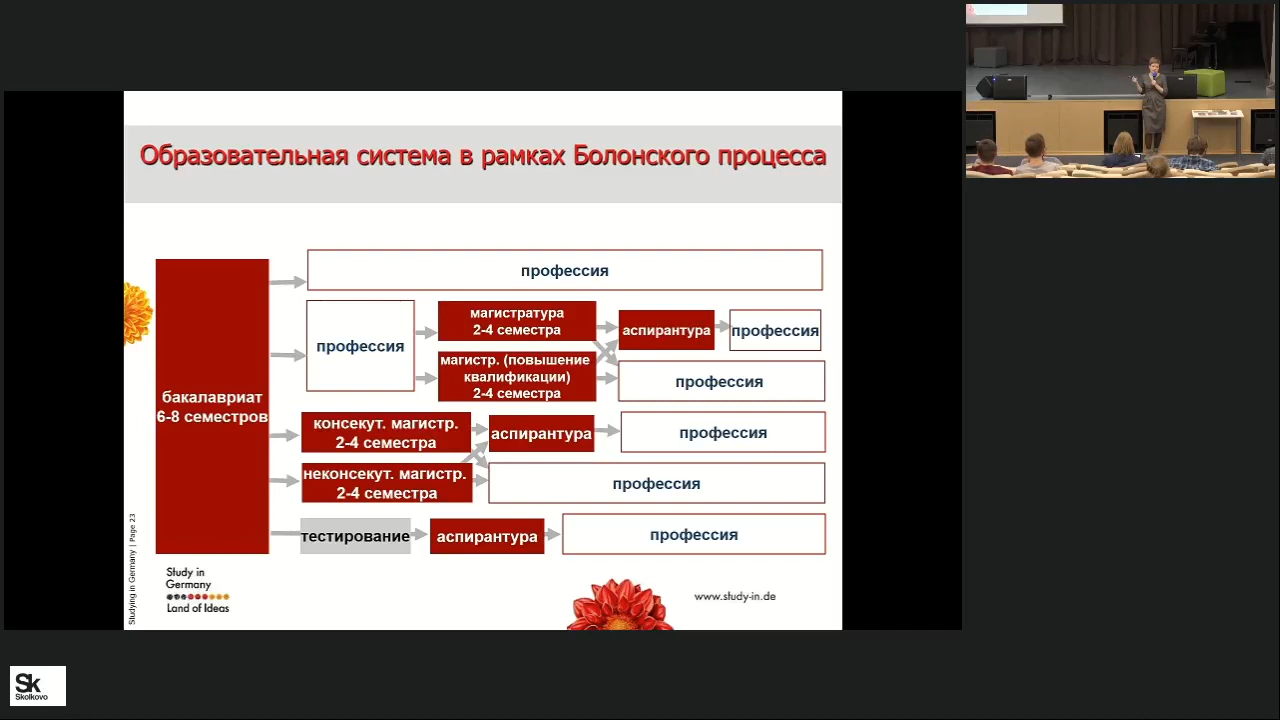 Образовательная система в рамках Болонского процесса
профессия
бакалавриат
6-8 семестров
профессия
магистратура
2-4 семестра
магистр. (повышение
квалификации)
2-4 семестра
аспирантура
профессия
профессия
консекут. магистр.
2-4 семестра
аспирантура
профессия
неконсекут. магистр.
2-4 семестра
профессия
тестирование
аспирантура
профессия
Studying in Germany | Page 23
Study in
Germany
Land of Ideas
www.study-in.de
Sk
Skolkovo